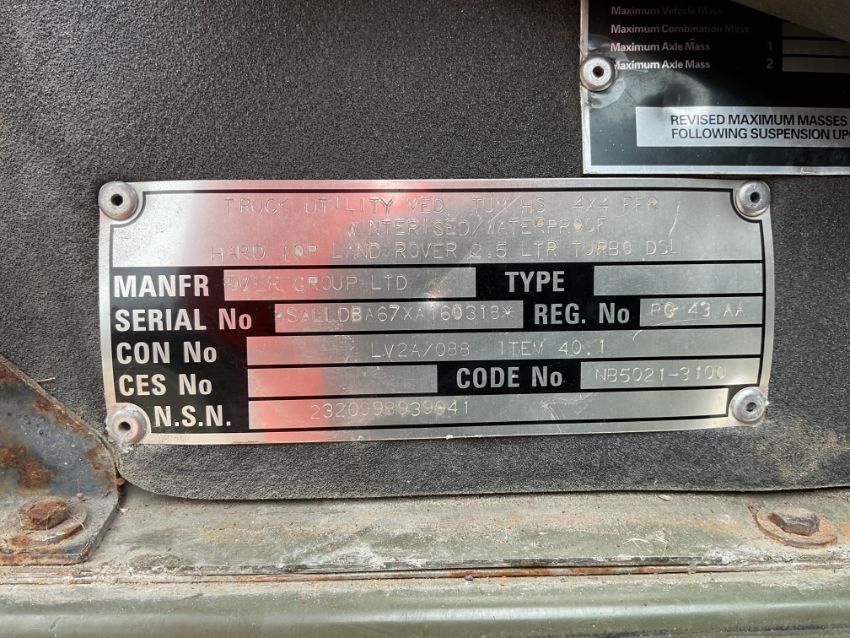 Maximum Vehicle Mass
Maximum Combination Mass
Maximum Axle Mass 1
Maximum Axle Mass 2
REVISED MAXIMUM MASSES
FOLLOWING SUSPENSION UP
TRUCK UTILITY MED. TUM HS 4X4 FFR
WINTERISED/WATERPROOF
HARD TOP LAND ROVER 2.5 LTR TURBO DSL
MANFR OVER GROUP LTD TYPE
SERIAL No *SALLDBA67XA160318* REG. No PG 43 AA
CON No LV2A/088 ITEM 40.1
CES No CODE No NB5021-3100
N.S.N. 2320998939941